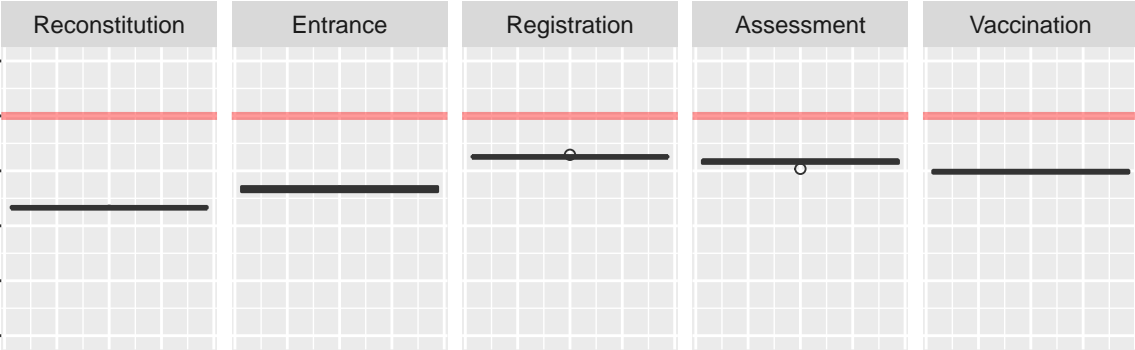 Reconstitution
Entrance
Registration
Assessment
Vaccination